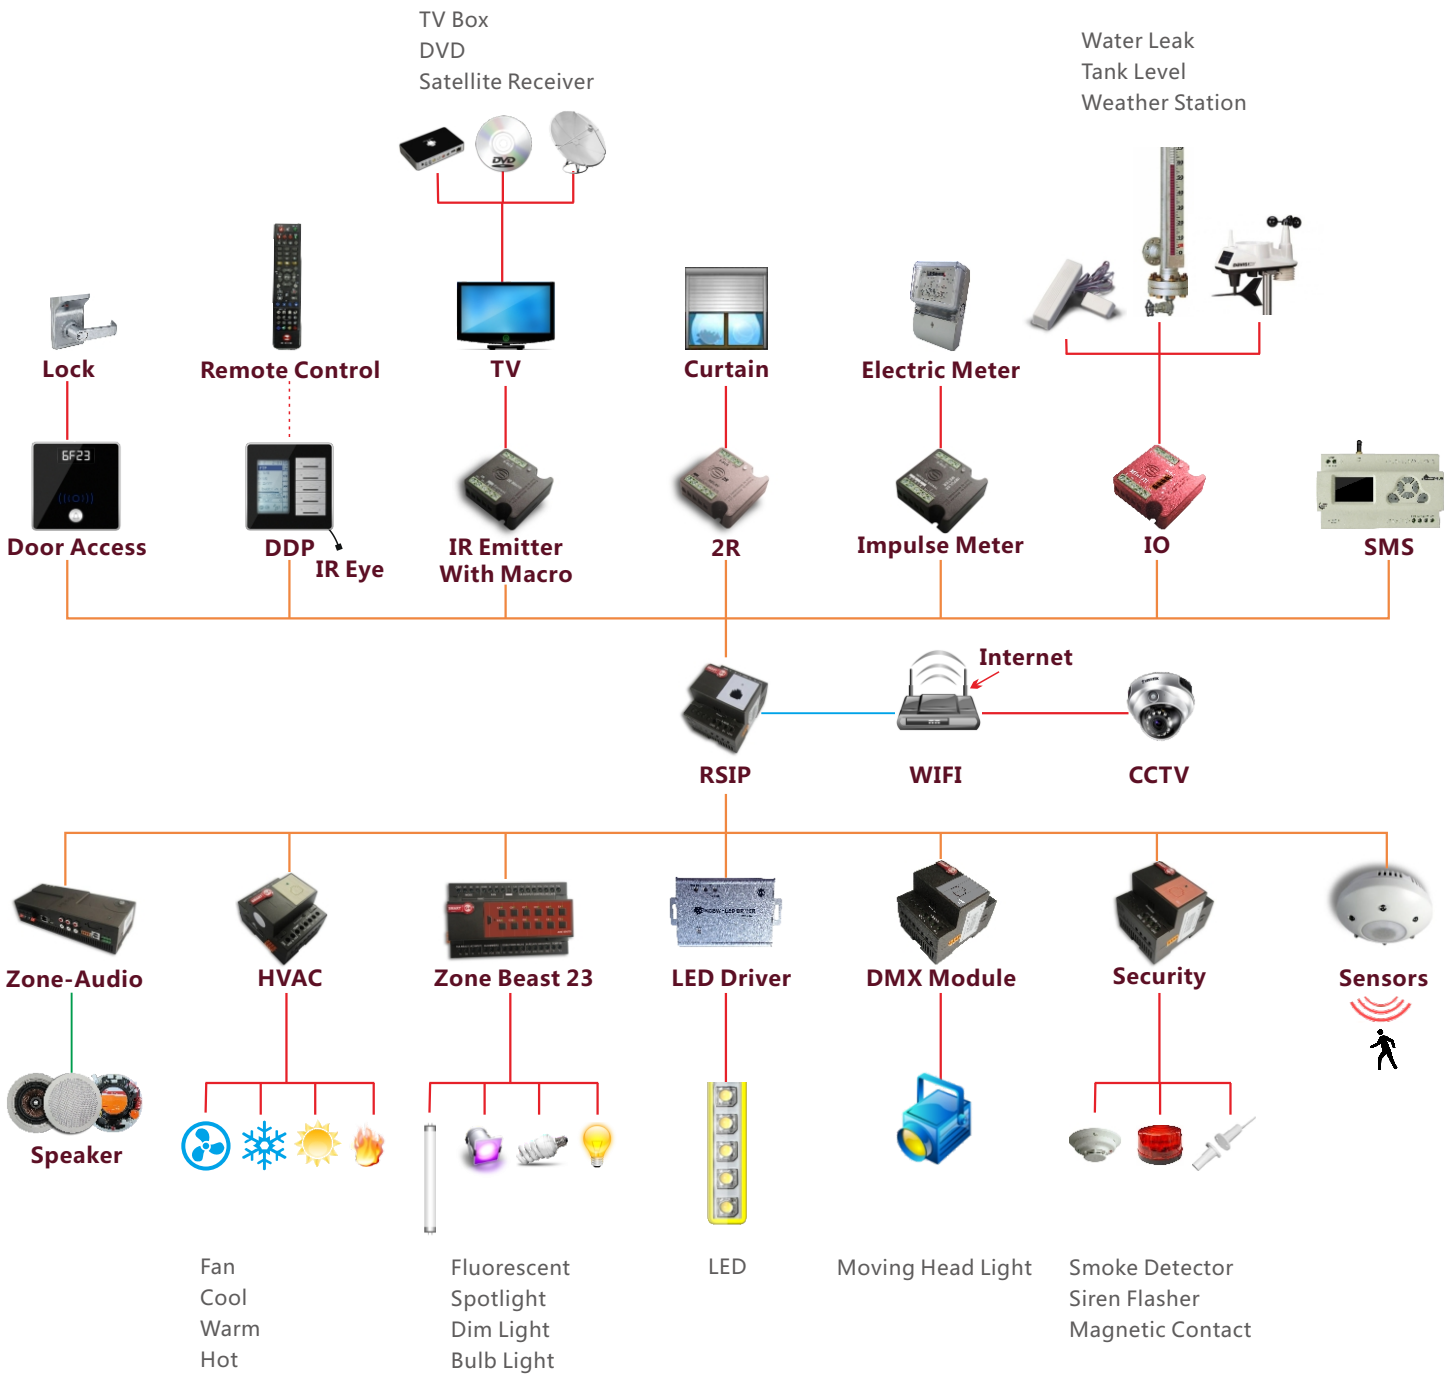 TV Box
DVD
Satellite Receiver
Water Leak
Tank Level
Weather Station
DVD
Lock
Remote Control
TV
Curtain
Electric Meter
6F23
Door Access
DDP
IR Eye
IR Emitter
With Macro
2R
Impulse Meter
IO
SMS
Internet
RSIP
WIFI
CCTV
Zone-Audio
HVAC
Zone Beast 23
LED Driver
DMX Module
Security
Sensors
Speaker
Fan
Cool
Warm
Hot
Fluorescent
Spotlight
Dim Light
Bulb Light
LED
Moving Head Light
Smoke Detector
Siren Flasher
Magnetic Contact